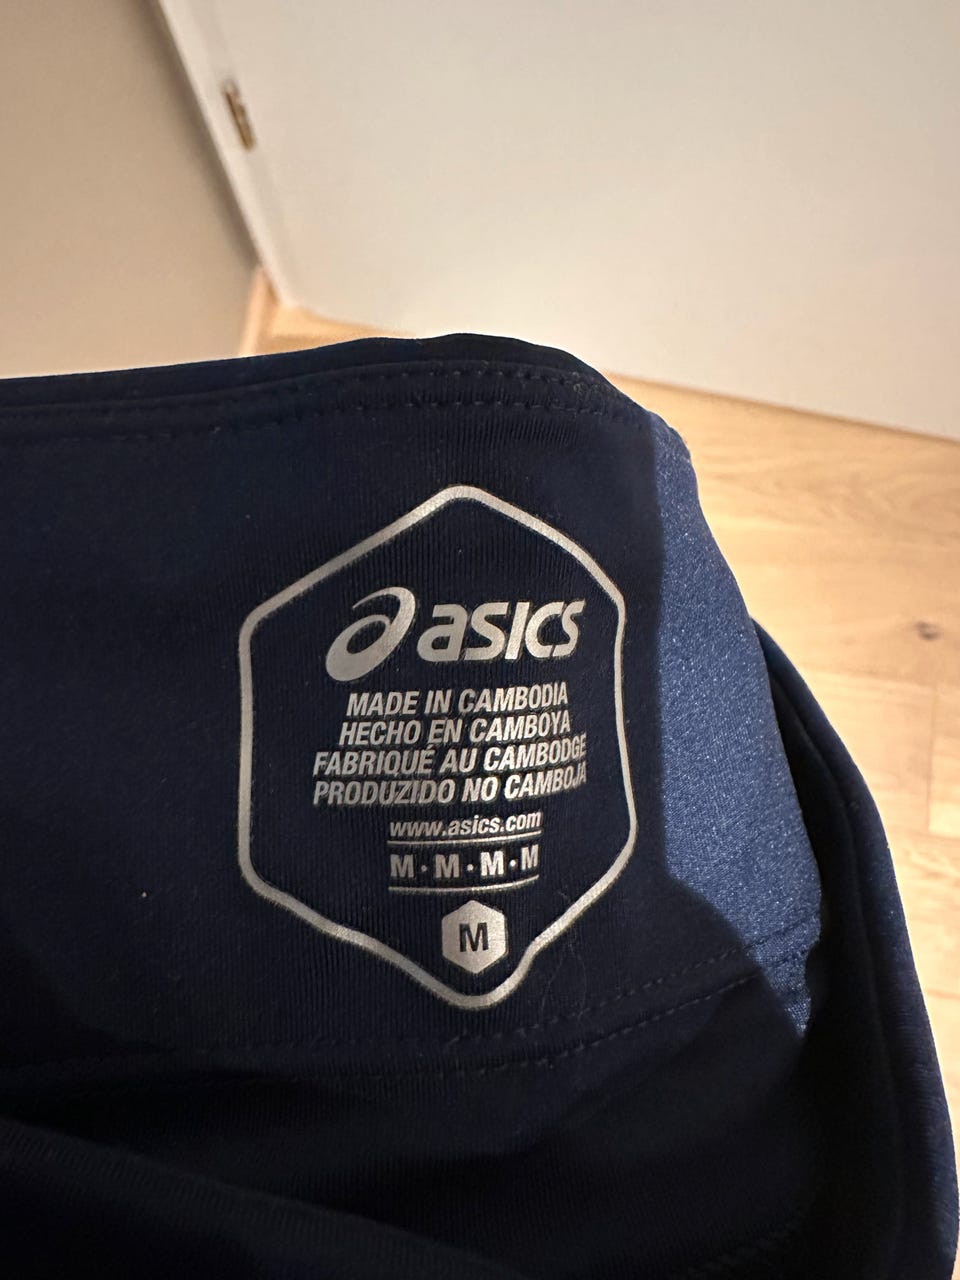 asics
MADE IN CAMBODIA
HECHO EN CAMBOYA
FABRIQUÉ AU CAMBODGE
PRODUZIDO NO CAMBOJA
www.asics.com
M · M · M · M
M